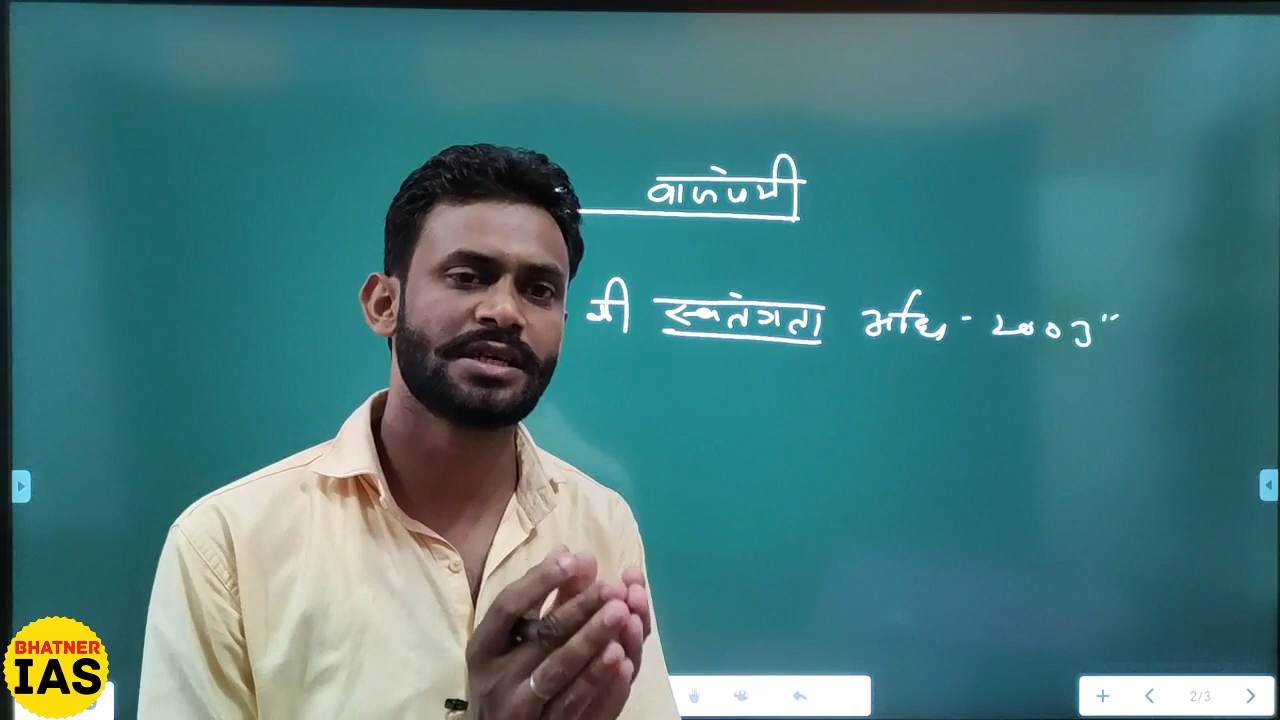 वाजपेयी
की स्वतंत्रता अधि - 2003"
BHATNER
IAS
2/3